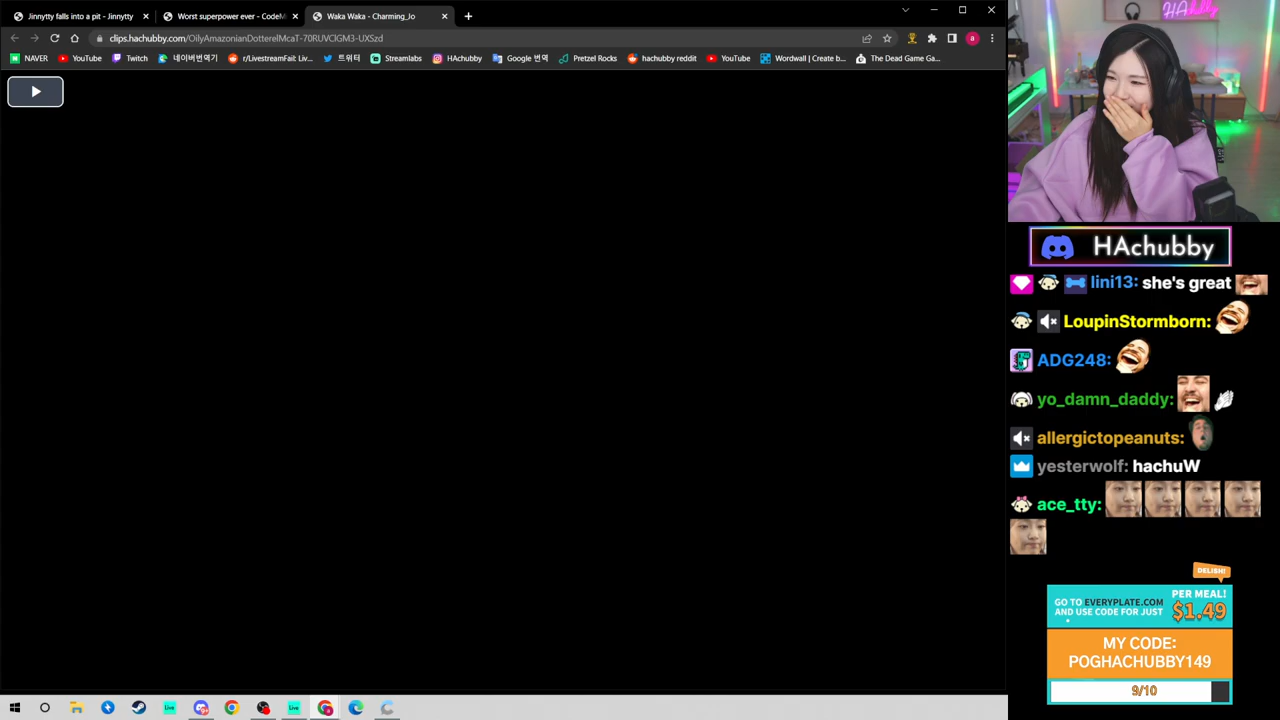 Jinnytty falls into a pit - Jinnytty
Worst superpower ever - CodeM
Waka Waka - Charming_Jo
clips.hachubby.com/OilyAmazonianDotterelMcaT-70RUVClGM3-UXSzd
NAVER
YouTube
Twitch
네이버번역기
r/LivestreamFail: Liv...
트위터
Streamlabs
HAchubby
Google 번역
Pretzel Rocks
hachubby reddit
YouTube
Wordwall | Create b...
The Dead Game Ga...
HAchubby
lini13: she's great
LoupinStormborn:
ADG248:
yo_damn_daddy:
allergictopeanuts:
yesterwolf: hachuW
ace_tty:
DELISH!
GO TO EVERYPLATE.COM
AND USE CODE FOR JUST
PER MEAL!
$1.49
MY CODE:
POGHACHUBBY149
9/10